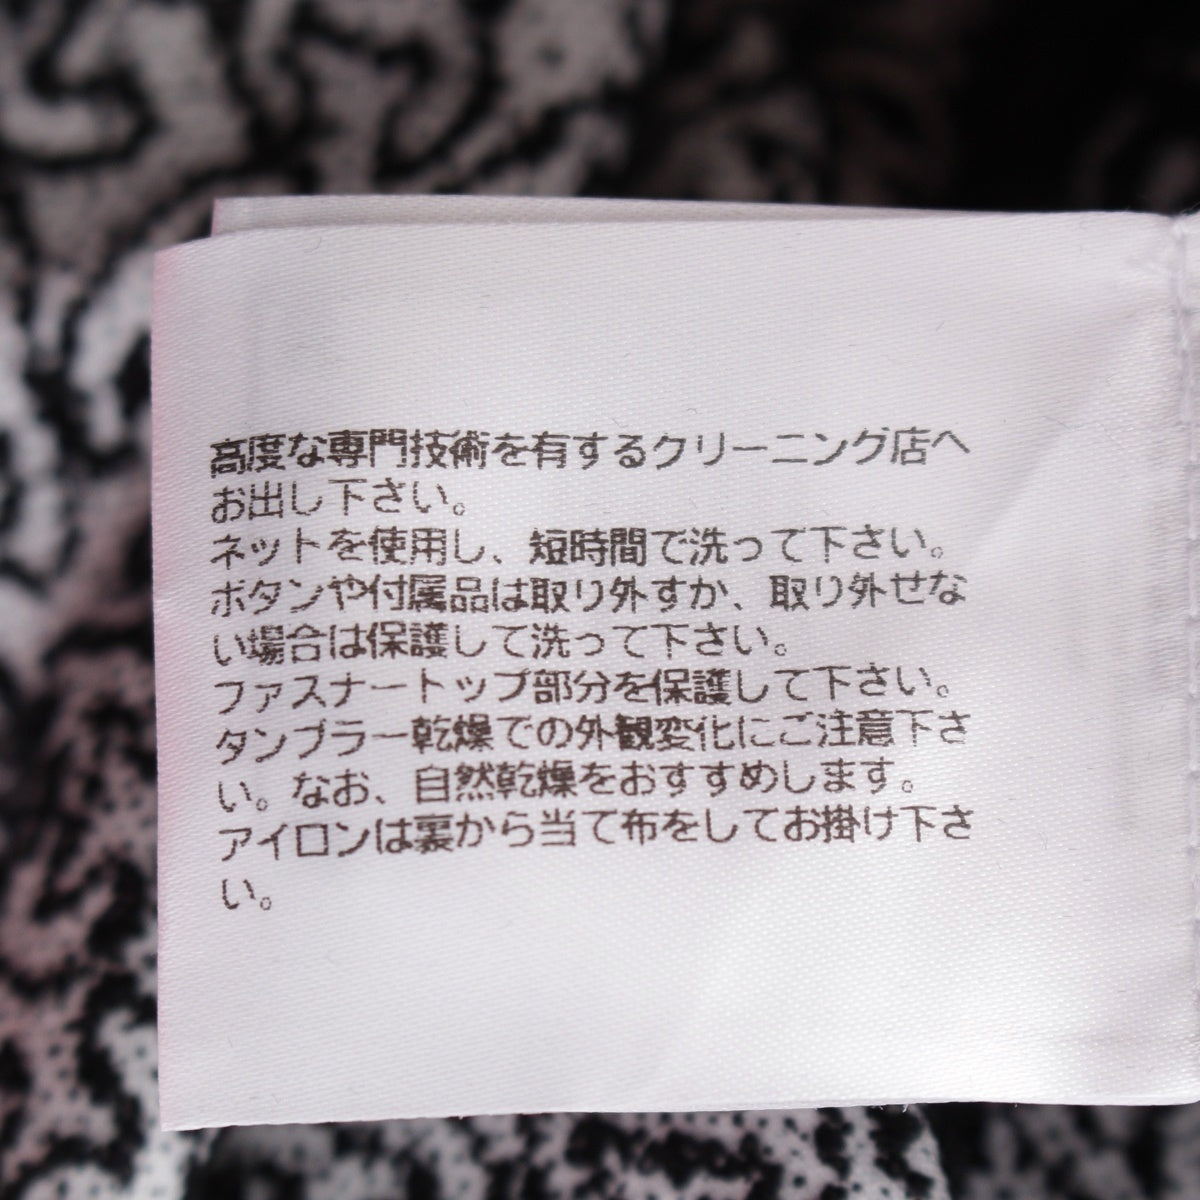 高度な専門技術を有するクリーニング店へ
お出し下さい。
ネットを使用し、短時間で洗って下さい。
ボタンや付属品は取り外すか、取り外せな
い場合は保護して洗って下さい。
ファスナートップ部分を保護して下さい。
タンブラー乾燥での外観変化にご注意下さ
い。なお、自然乾燥をおすすめします。
アイロンは裏から当て布をしてお掛け下さ
い。